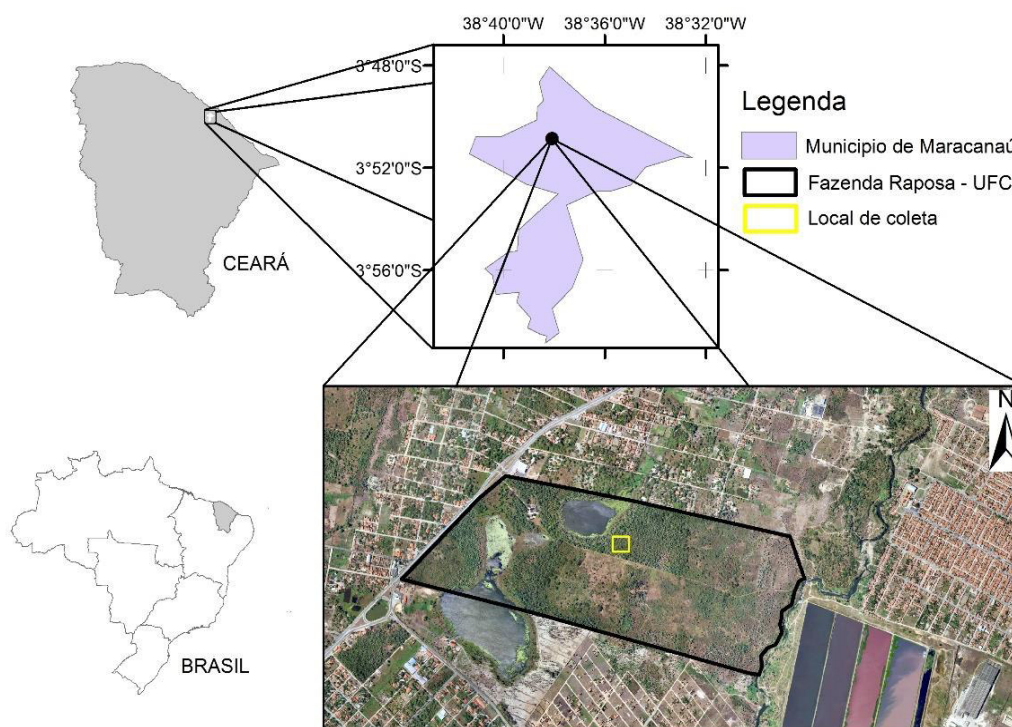 38°40'0"W 38°36'0"W 38°32'0"W
3°48'0"S
3°52'0"S
3°56'0"S
CEARÁ
Legenda
Municipio de Maracanaú
Fazenda Raposa - UFC
Local de coleta
N
BRASIL